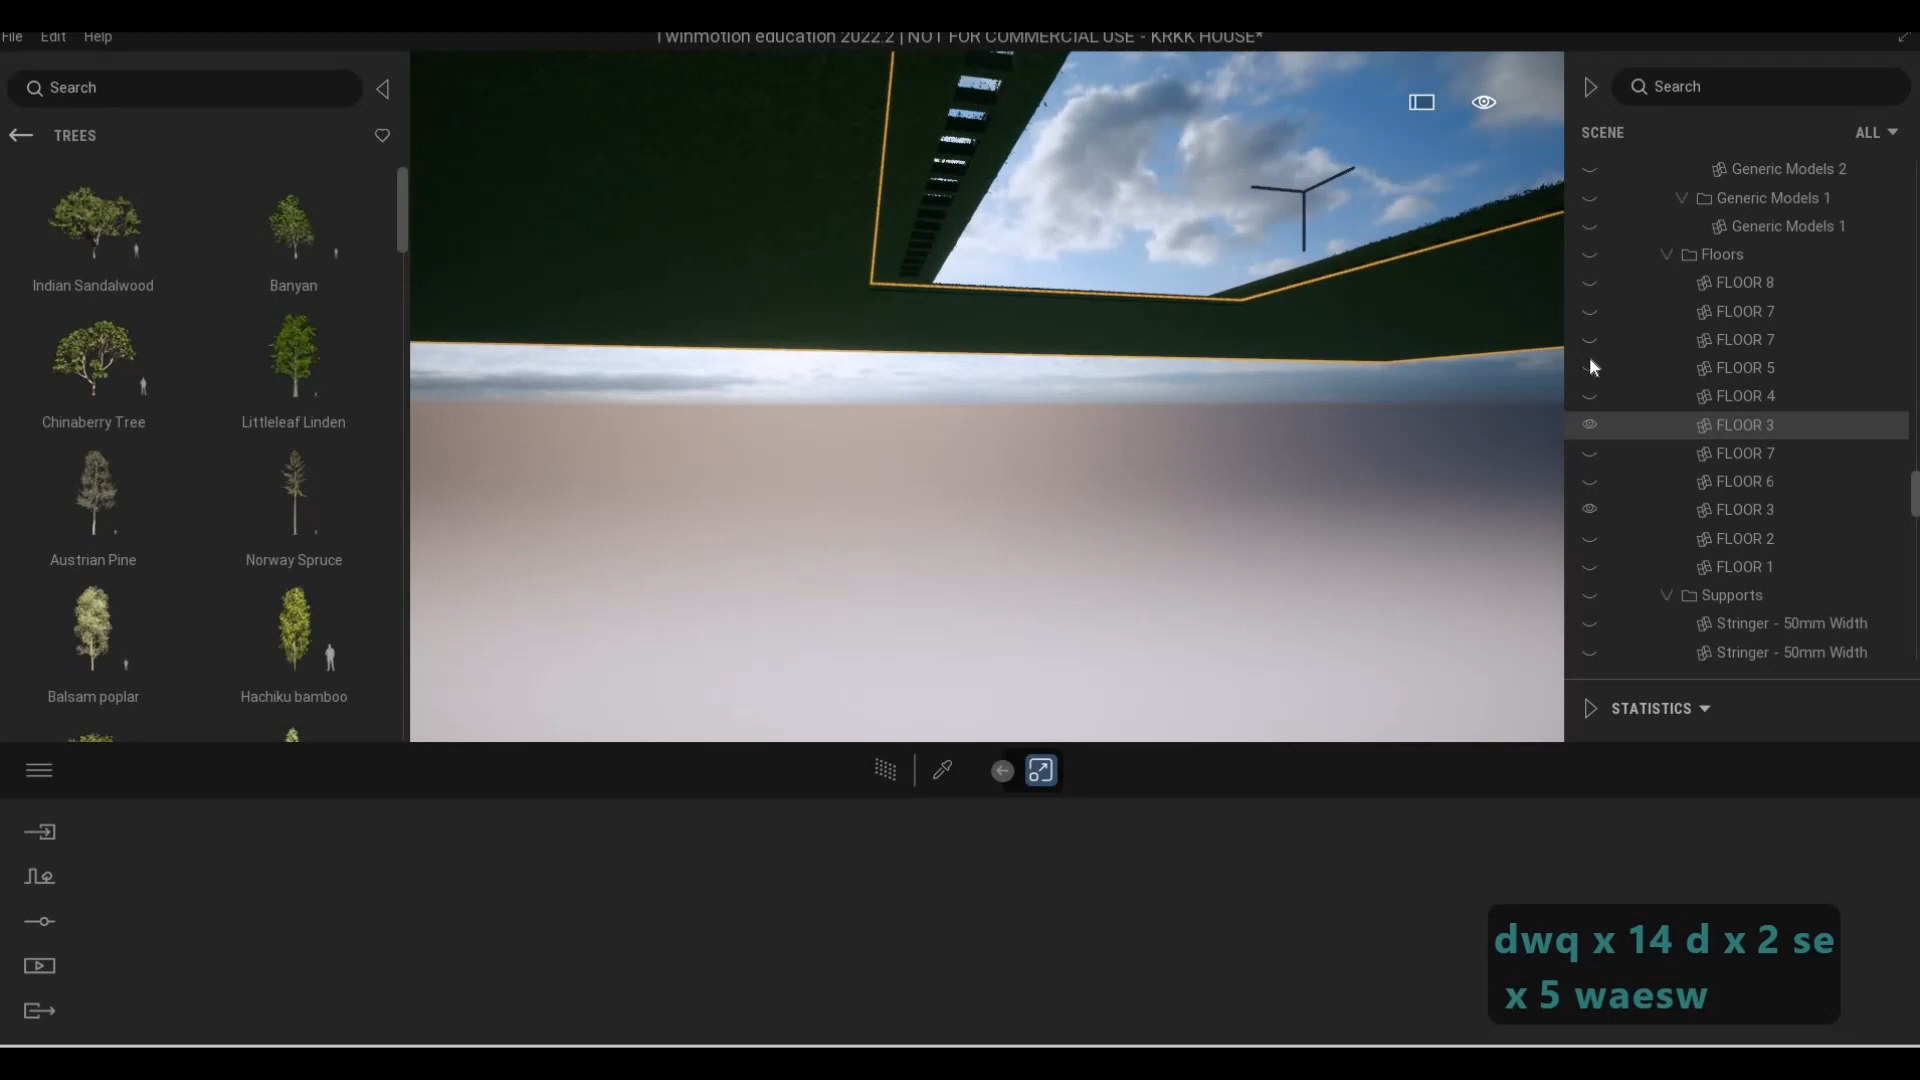 File Edit Help
Twinmotion education 2022.2 | NOT FOR COMMERCIAL USE - KRKK HOUSE*
Search
TREES
Indian Sandalwood
Banyan
Chinaberry Tree
Littleleaf Linden
Austrian Pine
Norway Spruce
Balsam poplar
Hachiku bamboo
Search
SCENE
ALL
Generic Models 2
Generic Models 1
Generic Models 1
Floors
FLOOR 8
FLOOR 7
FLOOR 7
FLOOR 5
FLOOR 4
FLOOR 3
FLOOR 7
FLOOR 6
FLOOR 3
FLOOR 2
FLOOR 1
Supports
Stringer - 50mm Width
Stringer - 50mm Width
STATISTICS
dwq x 14 d x 2 se
x 5 waesw